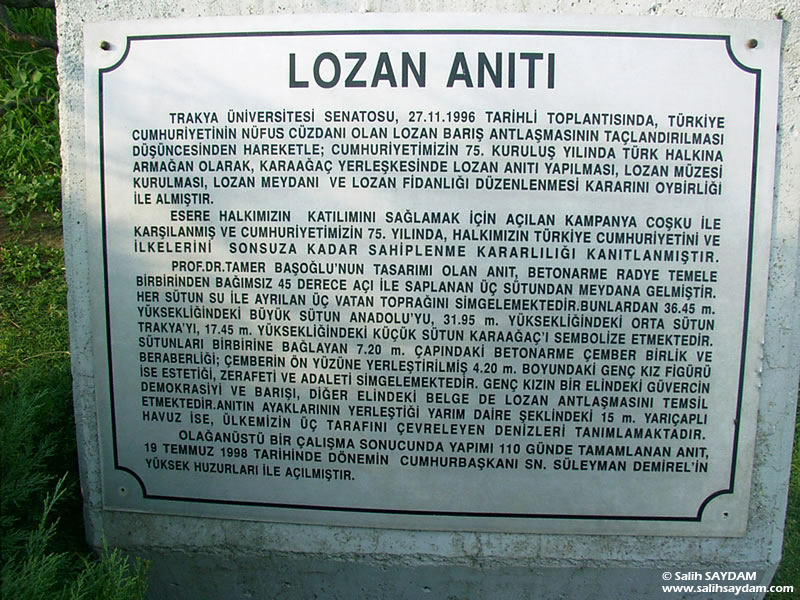 LOZAN ANITI
TRAKYA ÜNİVERSİTESİ SENATOSU, 27.11.1996 TARİHLİ TOPLANTISINDA, TÜRKİYE
CUMHURİYETİNİN NÜFUS CÜZDANI OLAN LOZAN BARIŞ ANTLAŞMASININ TAÇLANDIRILMASI
DÜŞÜNCESİNDEN HAREKETLE; CUMHURİYETİMİZİN 75. KURULUŞ YILINDA TÜRK HALKINA
ARMAĞAN OLARAK, KARAAĞAÇ YERLEŞKESİNDE LOZAN ANITI YAPILMASI, LOZAN MÜZESİ
KURULMASI, LOZAN MEYDANI VE LOZAN FİDANLIĞI DÜZENLENMESİ KARARINI OYBİRLİĞİ
İLE ALMIŞTIR.
ESERE HALKIMIZIN KATILIMINI SAĞLAMAK İÇİN AÇILAN KAMPANYA COŞKU İLE
KARŞILANMIŞ VE CUMHURİYETİMİZİN 75. YILINDA, HALKIMIZIN TÜRKİYE CUMHURİYETİNİ VE
İLKELERİNİ SONSUZA KADAR SAHİPLENME KARARLILIĞI KANITLANMIŞTIR.
PROF.DR.TAMER BAŞOĞLU'NUN TASARIMI OLAN ANIT, BETONARME RADYE TEMELE
BİRBİRİNDEN BAĞIMSIZ 45 DERECE AÇI İLE SAPLANAN ÜÇ SÜTUNDAN MEYDANA GELMİŞTİR.
HER SÜTUN SU İLE AYRILAN ÜÇ VATAN TOPRAĞINI SİMGELEMEKTEDİR.BUNLARDAN 36.45 m.
YÜKSEKLİĞİNDEKİ BÜYÜK SÜTUN ANADOLU'YU, 31.95 m. YÜKSEKLİĞİNDEKİ ORTA SÜTUN
TRAKYA'YI, 17.45 m. YÜKSEKLİĞİNDEKİ KÜÇÜK SÜTUN KARAAĞAÇ'I SEMBOLİZE ETMEKTEDİR.
SÜTUNLARI BİRBİRİNE BAĞLAYAN 7.20 m. ÇAPINDAKİ BETONARME ÇEMBER BİRLİK VE
BERABERLİĞİ; ÇEMBERİN ÖN YÜZÜNE YERLEŞTİRİLMİŞ 4.20 m. BOYUNDAKİ GENÇ KIZ FİGÜRÜ
İSE ESTETİĞİ, ZERAFETİ VE ADALETİ SİMGELEMEKTEDİR. GENÇ KIZIN BİR ELİNDEKİ GÜVERCİN
DEMOKRASİYİ VE BARIŞI, DİĞER ELİNDEKİ BELGE DE LOZAN ANTLAŞMASINI TEMSİL
ETMEKTEDİR.ANITIN AYAKLARININ YERLEŞTİĞİ YARIM DAİRE ŞEKLİNDEKİ 15 m. YARIÇAPLI
HAVUZ İSE, ÜLKEMİZİN ÜÇ TARAFINI ÇEVRELEYEN DENİZLERİ TANIMLAMAKTADIR.
OLAĞANÜSTÜ BİR ÇALIŞMA SONUCUNDA YAPIMI 110 GÜNDE TAMAMLANAN ANIT,
19 TEMMUZ 1998 TARİHİNDE DÖNEMİN CUMHURBAŞKANI SN. SÜLEYMAN DEMİREL'İN
YÜKSEK HUZURLARI İLE AÇILMIŞTIR.
© Salih SAYDAM
www.salihsaydam.com